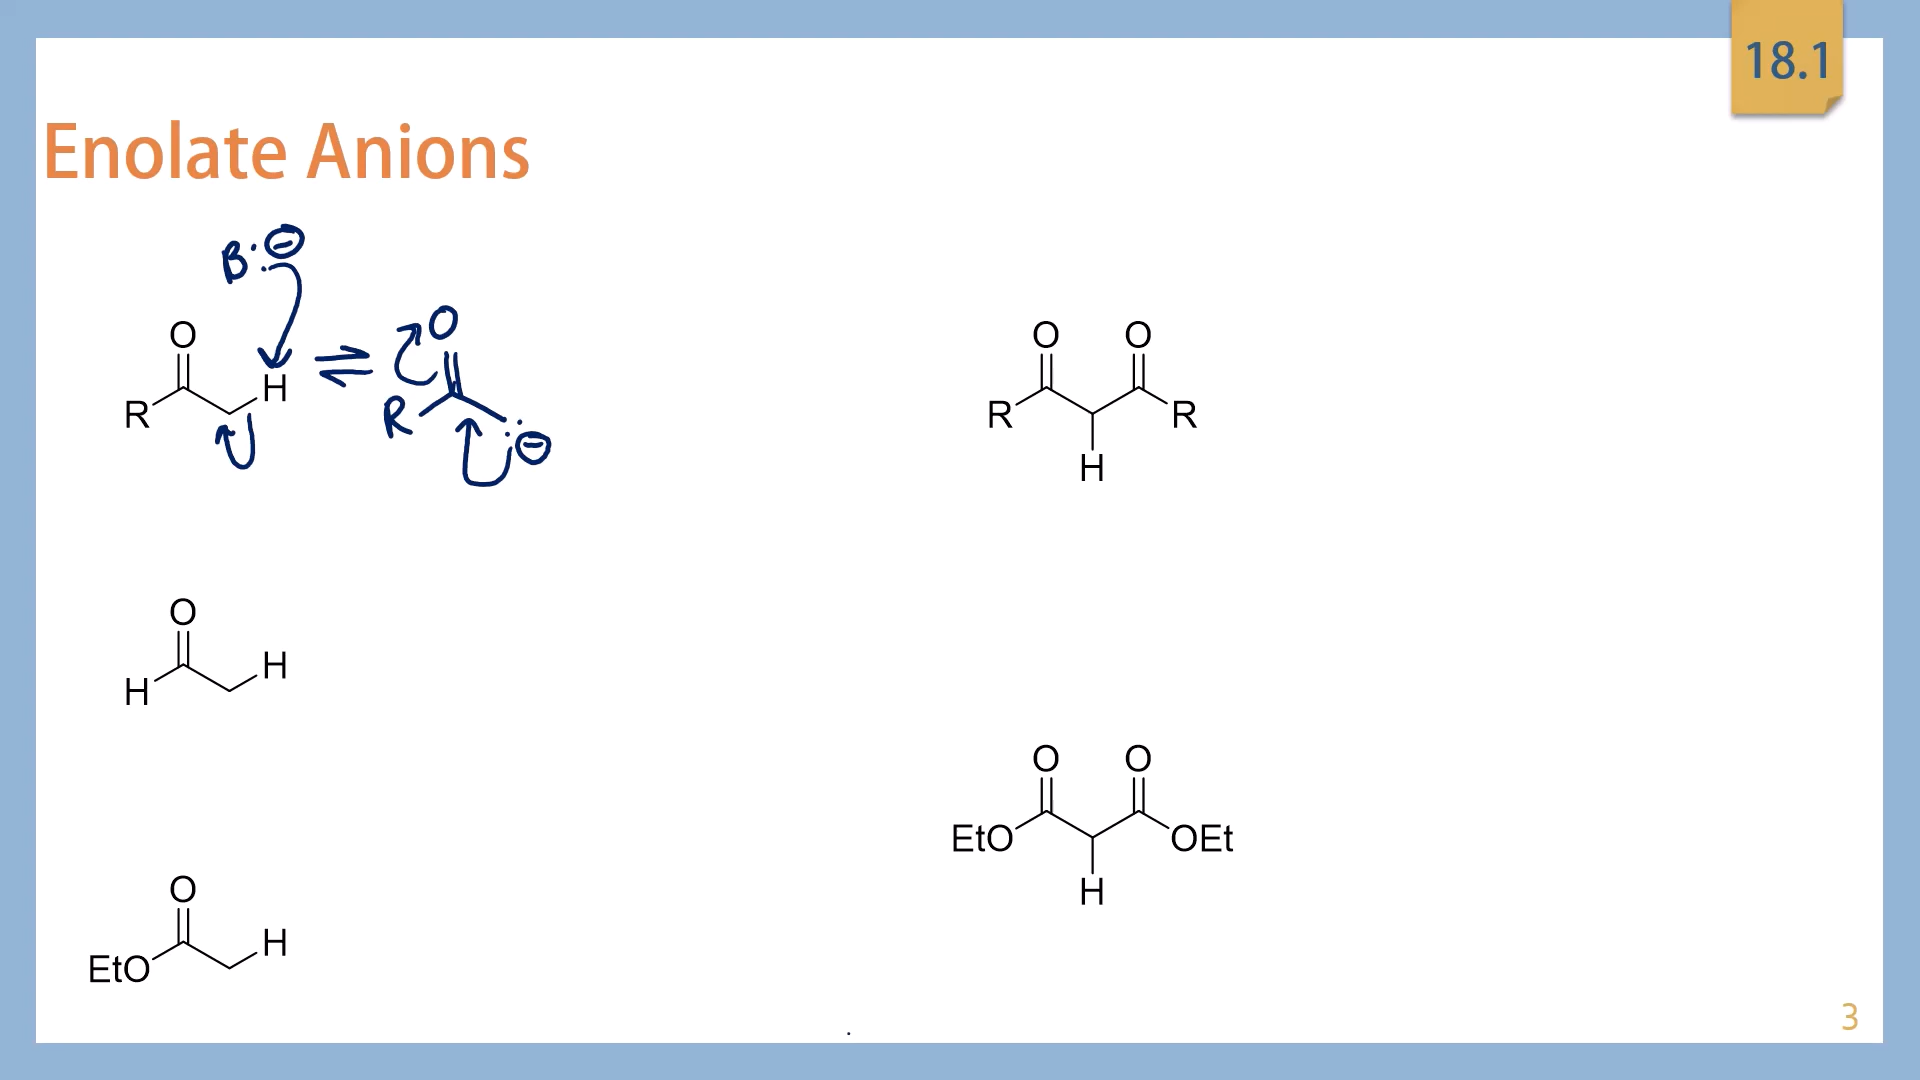 18.1
Enolate Anions
B:⊖
O
R H ⇌ R O :⊖
O O
R R
H
O
H H
O O
EtO OEt
H
O
EtO H
3